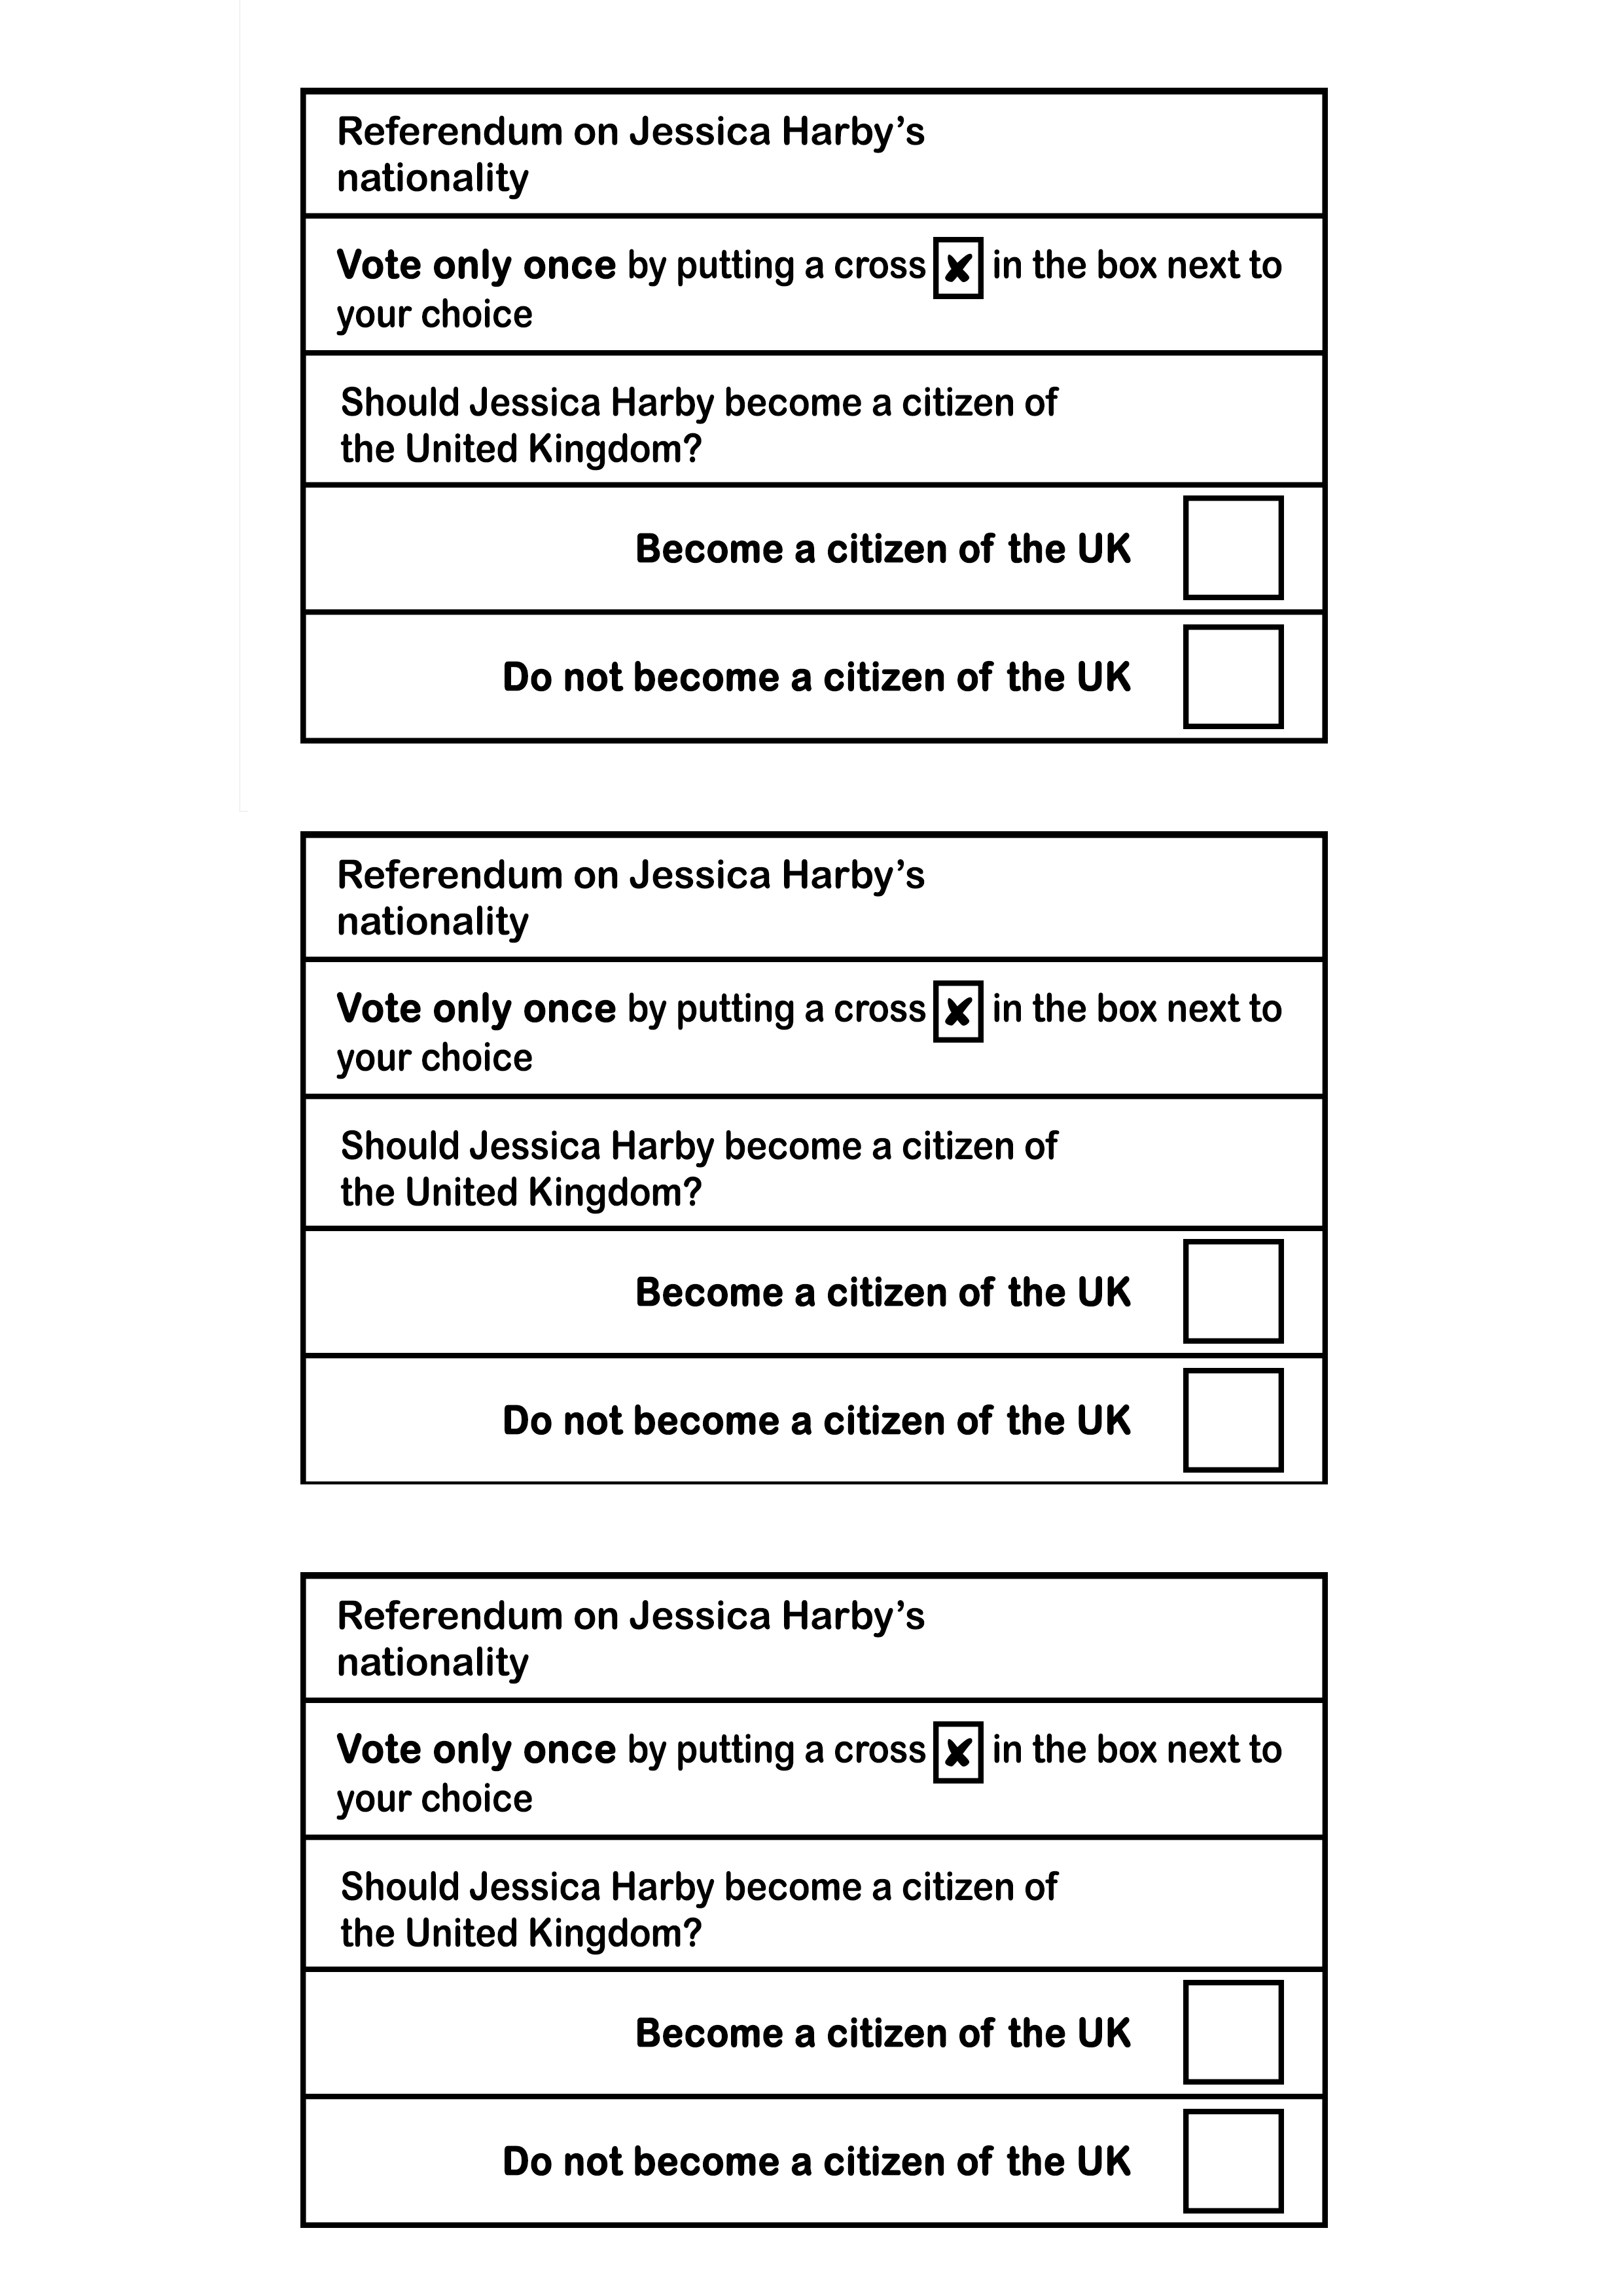 Referendum on Jessica Harby’s
nationality
Vote only once by putting a cross in the box next to
your choice
Should Jessica Harby become a citizen of
the United Kingdom?
Become a citizen of the UK
Do not become a citizen of the UK
Referendum on Jessica Harby’s
nationality
Vote only once by putting a cross in the box next to
your choice
Should Jessica Harby become a citizen of
the United Kingdom?
Become a citizen of the UK
Do not become a citizen of the UK
Referendum on Jessica Harby’s
nationality
Vote only once by putting a cross in the box next to
your choice
Should Jessica Harby become a citizen of
the United Kingdom?
Become a citizen of the UK
Do not become a citizen of the UK